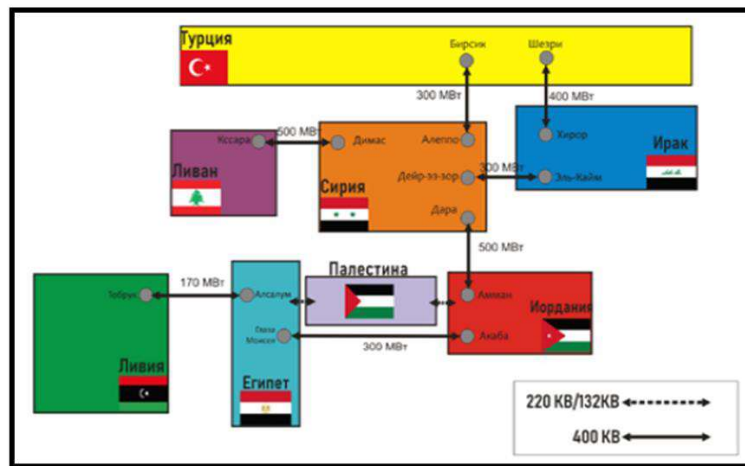 Турция
Бирсик
Шезри
300 МВт
400 МВт
Кссара
500 МВт
Димас
Алеппо
Хирор
Ливан
Ирак
Дейр-эз-зор
300 МВт
Эль-Кайм
Сирия
Дара
500 МВт
Палестина
170 МВт
Тобрук
Алсалум
Амман
Иордания
Глаза
Моисея
Акаба
300 МВт
Ливия
Египет
220 КВ/132КВ
400 КВ